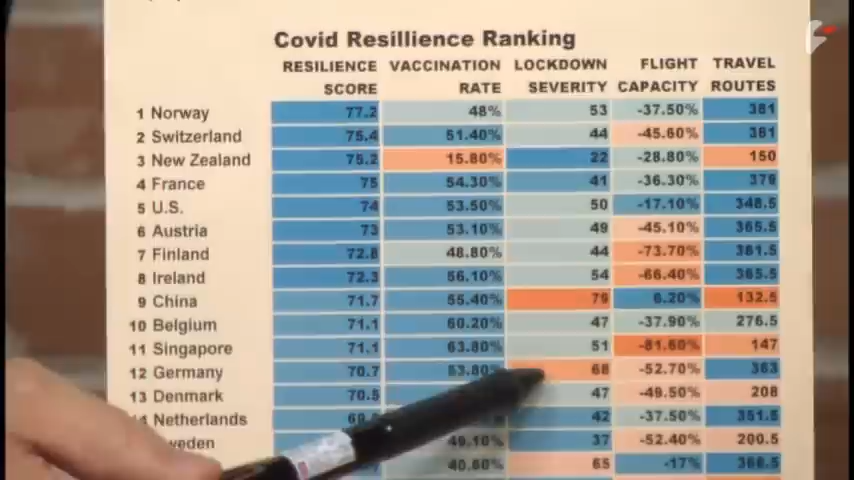 Covid Resillience Ranking
RESILIENCE VACCINATION LOCKDOWN FLIGHT TRAVEL
SCORE RATE SEVERITY CAPACITY ROUTES
1 Norway 77.2 48% 53 -37.50% 381
2 Switzerland 75.4 51.40% 44 -45.60% 381
3 New Zealand 75.2 15.80% 22 -28.80% 150
4 France 75 54.30% 41 -36.30% 379
5 U.S. 74 53.50% 50 -17.10% 348.5
6 Austria 73 53.10% 49 -45.10% 365.5
7 Finland 72.8 48.80% 44 -73.70% 381.5
8 Ireland 72.3 56.10% 54 -66.40% 365.5
9 China 71.7 55.40% 79 6.20% 132.5
10 Belgium 71.1 60.20% 47 -37.90% 276.5
11 Singapore 71.1 63.80% 51 -81.60% 147
12 Germany 70.7 53.80% 68 -52.70% 363
13 Denmark 70.5 47 -49.50% 208
Netherlands 42 -37.50% 351.5
49.10% 37 -52.40% 200.5
40.60% 65 -17% 366.5